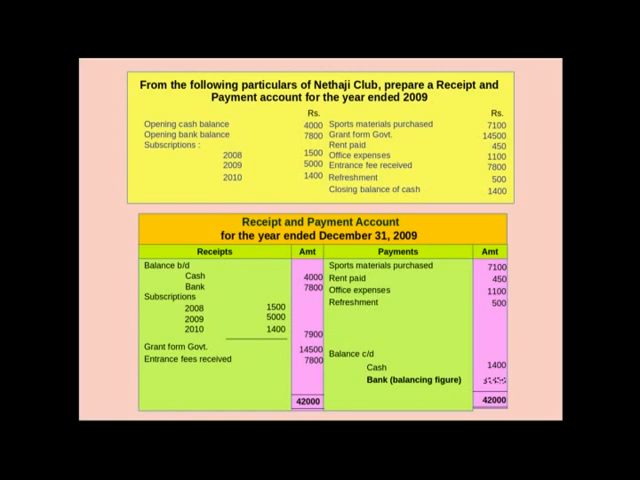 From the following particulars of Nethaji Club, prepare a Receipt and
Payment account for the year ended 2009
Rs. Rs.
Opening cash balance 4000 Sports materials purchased 7100
Opening bank balance 7800 Grant form Govt. 14500
Subscriptions : Rent paid 450
2008 1500 Office expenses 1100
2009 5000 Entrance fee received 7800
2010 1400 Refreshment 500
Closing balance of cash 1400
Receipt and Payment Account
for the year ended December 31, 2009
Receipts Amt Payments Amt
Balance b/d Sports materials purchased 7100
Cash 4000 Rent paid 450
Bank 7800 Office expenses 1100
Subscriptions Refreshment 500
2008 1500
2009 5000
2010 1400
7900
Grant form Govt. 14500 Balance c/d
Entrance fees received 7800 Cash 1400
Bank (balancing figure)
42000 42000